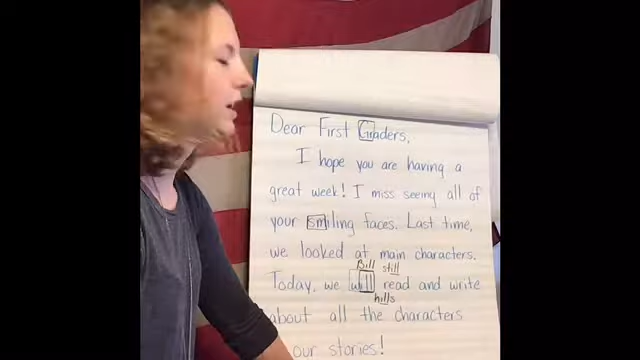 Dear First Graders,
I hope you are having a
great week! I miss seeing all of
your smiling faces. Last time,
we looked at main characters.
Bill still
Today, we will read and write
hills
about all the characters
our stories!